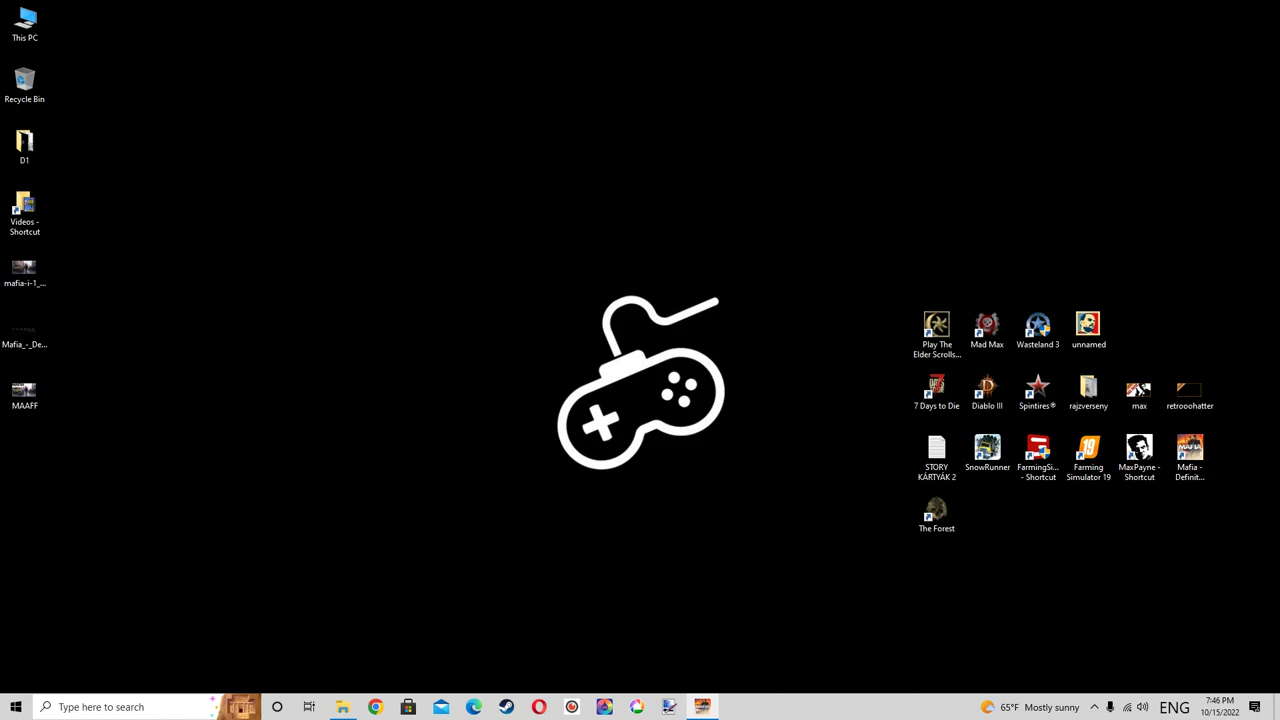 This PC
Recycle Bin
D1
Videos -
Shortcut
mafia-i-1_...
Mafia_-_De...
MAAFF
Play The
Elder Scrolls...
Mad Max
Wasteland 3
unnamed
7 Days to Die
Diablo III
Spintires®
rajzverseny
max
retrooohatter
STORY
KÁRTYÁK 2
SnowRunner
FarmingSi...
- Shortcut
Farming
Simulator 19
MaxPayne -
Shortcut
Mafia -
Definit...
The Forest
Type here to search
65°F Mostly sunny
ENG
7:46 PM
10/15/2022